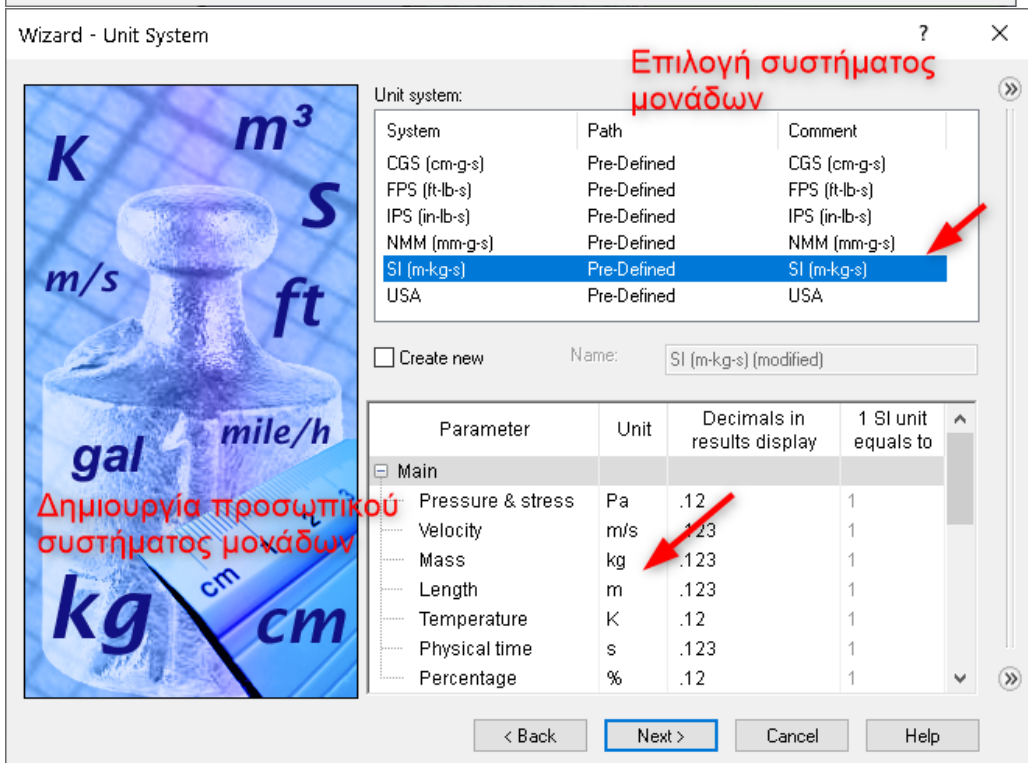 Wizard - Unit System
?
Επιλογή συστήματος
μονάδων
Unit system:
System Path Comment
CGS (cm-g-s) Pre-Defined CGS (cm-g-s)
FPS (ft-lb-s) Pre-Defined FPS (ft-lb-s)
IPS (in-lb-s) Pre-Defined IPS (in-lb-s)
NMM (mm-g-s) Pre-Defined NMM (mm-g-s)
SI (m-kg-s) Pre-Defined SI (m-kg-s)
USA Pre-Defined USA
Create new Name: SI (m-kg-s) (modified)
Parameter Unit Decimals in results display 1 SI unit equals to
Main
Pressure & stress Pa .12 1
Velocity m/s .123 1
Mass kg .123 1
Length m .123 1
Temperature K .12 1
Physical time s .123 1
Percentage % .12 1
K
m³
s
m/s
ft
mile/h
gal
Δημιουργία προσωπικού
συστήματος μονάδων
1 2 3
cm
kg
cm
< Back Next > Cancel Help